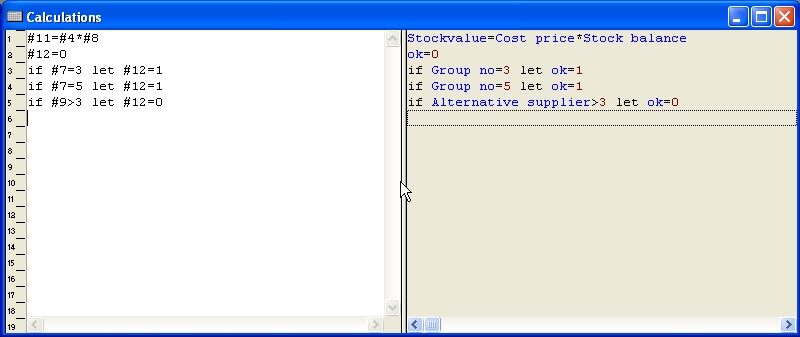 Calculations
1 #11=#4*#8
2 #12=0
3 if #7=3 let #12=1
4 if #7=5 let #12=1
5 if #9>3 let #12=0
6
7
8
9
10
11
12
13
14
15
16
17
18
19
Stockvalue=Cost price*Stock balance
ok=0
if Group no=3 let ok=1
if Group no=5 let ok=1
if Alternative supplier>3 let ok=0